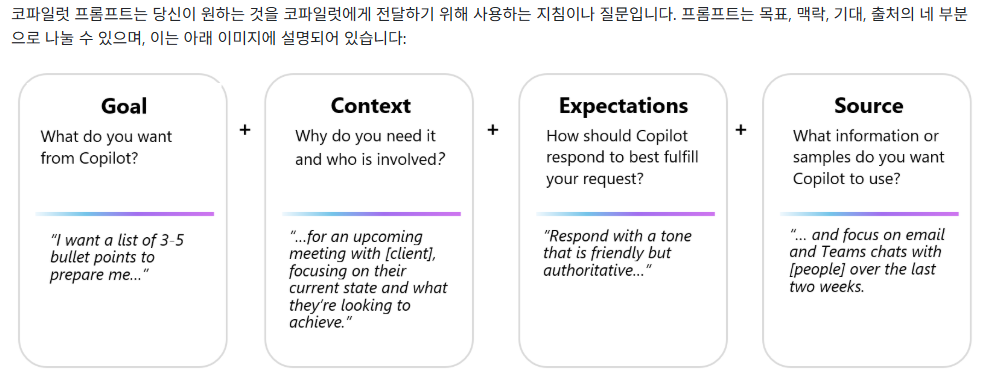 코파일럿 프롬프트는 당신이 원하는 것을 코파일럿에게 전달하기 위해 사용하는 지침이나 질문입니다. 프롬프트는 목표, 맥락, 기대, 출처의 네 부분
으로 나눌 수 있으며, 이는 아래 이미지에 설명되어 있습니다:
Goal
What do you want
from Copilot?
“I want a list of 3-5
bullet points to
prepare me...“
+
Context
Why do you need it
and who is involved?
“...for an upcoming
meeting with [client],
focusing on their
current state and what
they’re looking to
achieve.”
+
Expectations
How should Copilot
respond to best fulfill
your request?
“Respond with a tone
that is friendly but
authoritative...“
+
Source
What information or
samples do you want
Copilot to use?
“... and focus on email
and Teams chats with
[people] over the last
two weeks.